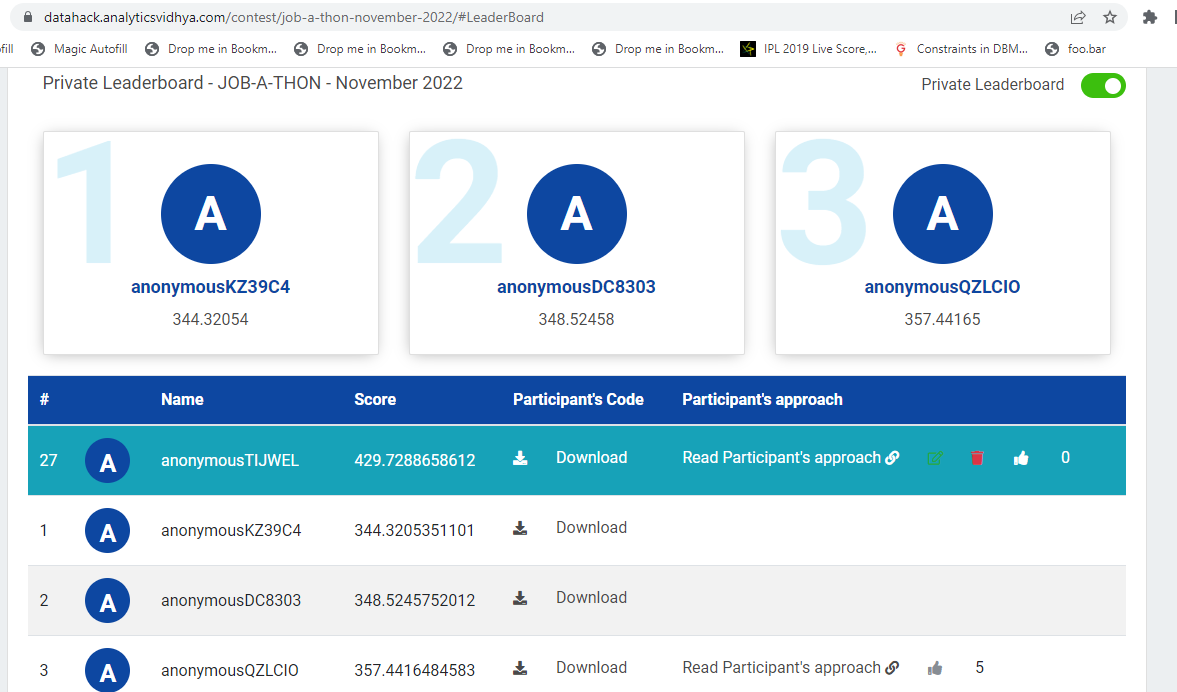 datahack.analyticsvidhya.com/contest/job-a-thon-november-2022/#LeaderBoard
fill Magic Autofill Drop me in Bookm... Drop me in Bookm... Drop me in Bookm... Drop me in Bookm... IPL 2019 Live Score,... Constraints in DBM... foo.bar
Private Leaderboard - JOB-A-THON - November 2022 Private Leaderboard
1 2 3
A A A
anonymousKZ39C4 anonymousDC8303 anonymousQZLCIO
344.32054 348.52458 357.44165
# Name Score Participant's Code Participant's approach
27 A anonymousTIJWEL 429.7288658612 Download Read Participant's approach 0
1 A anonymousKZ39C4 344.3205351101 Download
2 A anonymousDC8303 348.5245752012 Download
3 A anonymousQZLCIO 357.4416484583 Download Read Participant's approach 5